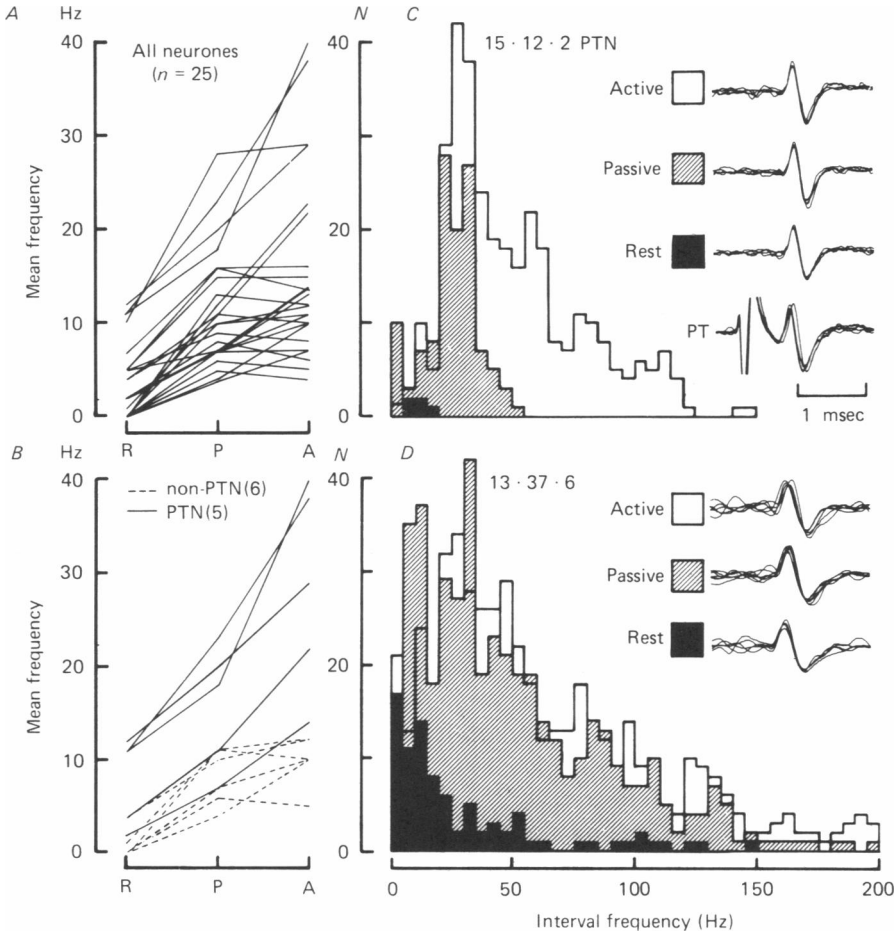 A
Hz
40
30
20
10
0
Mean frequency
All neurones
(n = 25)
R P A
N
40
20
0
C
15 · 12 · 2 PTN
Active
Passive
Rest
PT
1 msec
B
Hz
40
30
20
10
0
Mean frequency
non-PTN(6)
PTN(5)
R P A
N
40
20
0
D
13 · 37 · 6
Active
Passive
Rest
0 50 100 150 200
Interval frequency (Hz)